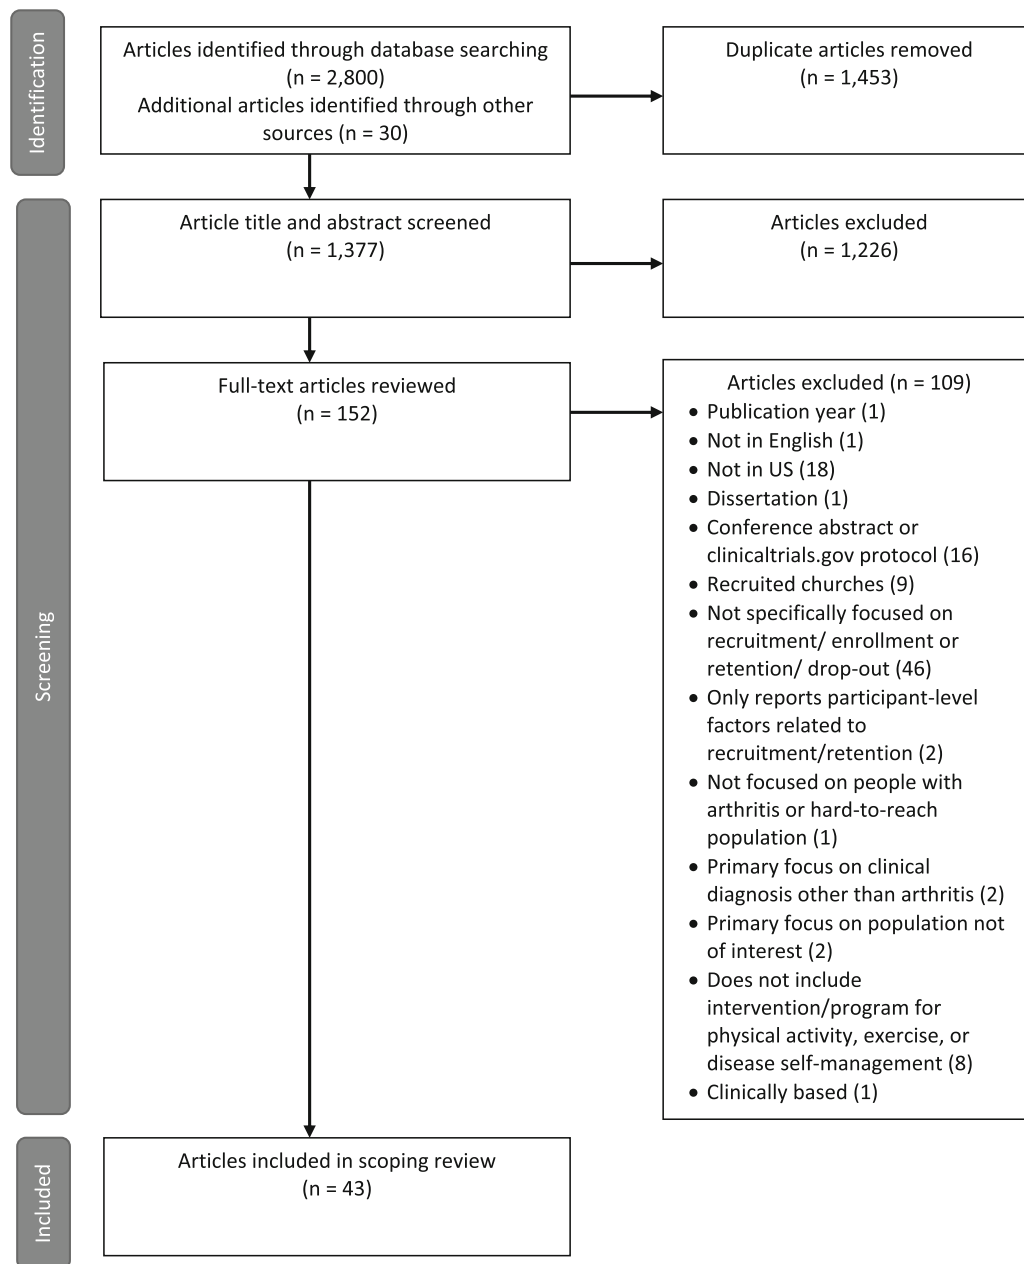 Identification
Articles identified through database searching
(n = 2,800)
Additional articles identified through other
sources (n = 30)
Duplicate articles removed
(n = 1,453)
Screening
Article title and abstract screened
(n = 1,377)
Articles excluded
(n = 1,226)
Full-text articles reviewed
(n = 152)
Articles excluded (n = 109)
• Publication year (1)
• Not in English (1)
• Not in US (18)
• Dissertation (1)
• Conference abstract or
clinicaltrials.gov protocol (16)
• Recruited churches (9)
• Not specifically focused on
recruitment/ enrollment or
retention/ drop-out (46)
• Only reports participant-level
factors related to
recruitment/retention (2)
• Not focused on people with
arthritis or hard-to-reach
population (1)
• Primary focus on clinical
diagnosis other than arthritis (2)
• Primary focus on population not
of interest (2)
• Does not include
intervention/program for
physical activity, exercise, or
disease self-management (8)
• Clinically based (1)
Included
Articles included in scoping review
(n = 43)